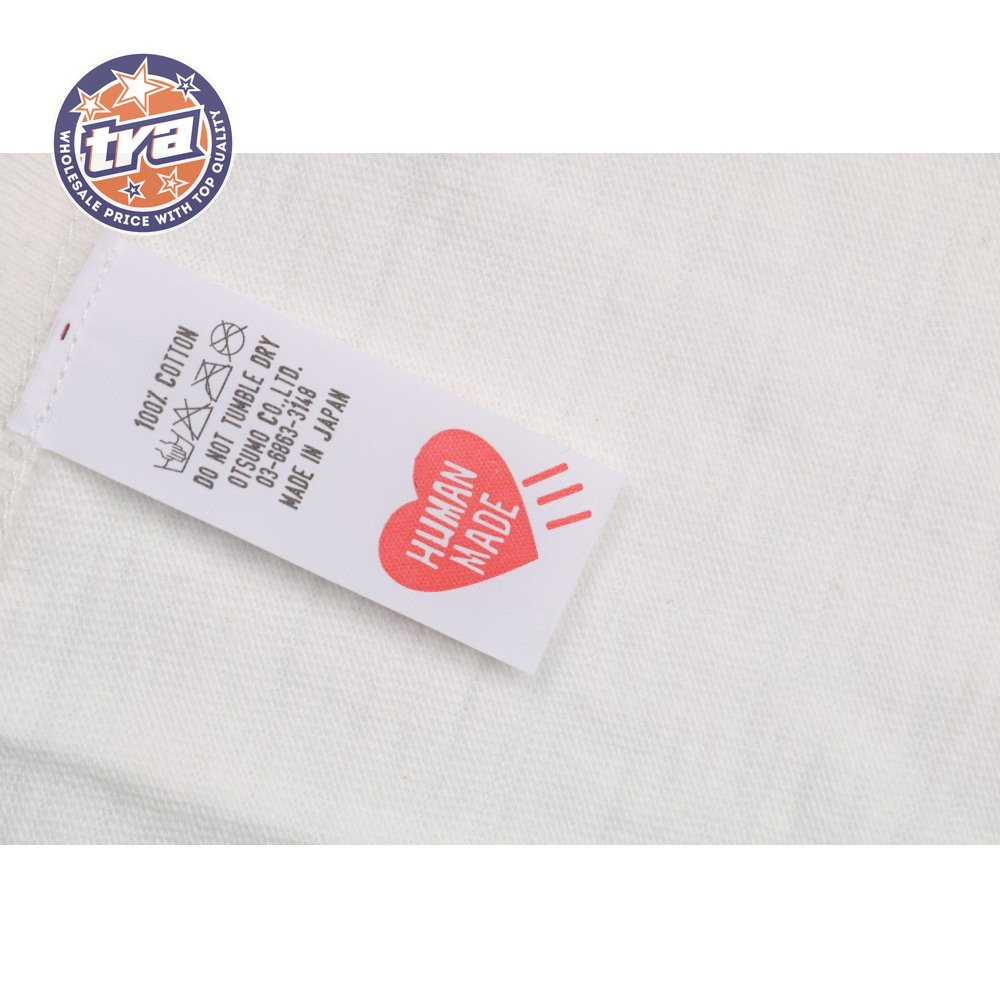 tra
WHOLESALE PRICE WITH TOP QUALITY
100% COTTON
DO NOT TUMBLE DRY
OTSUMO CO.,LTD.
03-6863-3148
MADE IN JAPAN
HUMAN
MADE